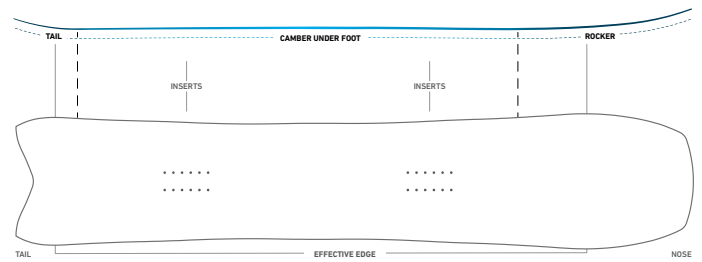 TAIL CAMBER UNDER FOOT ROCKER
INSERTS INSERTS
TAIL EFFECTIVE EDGE NOSE